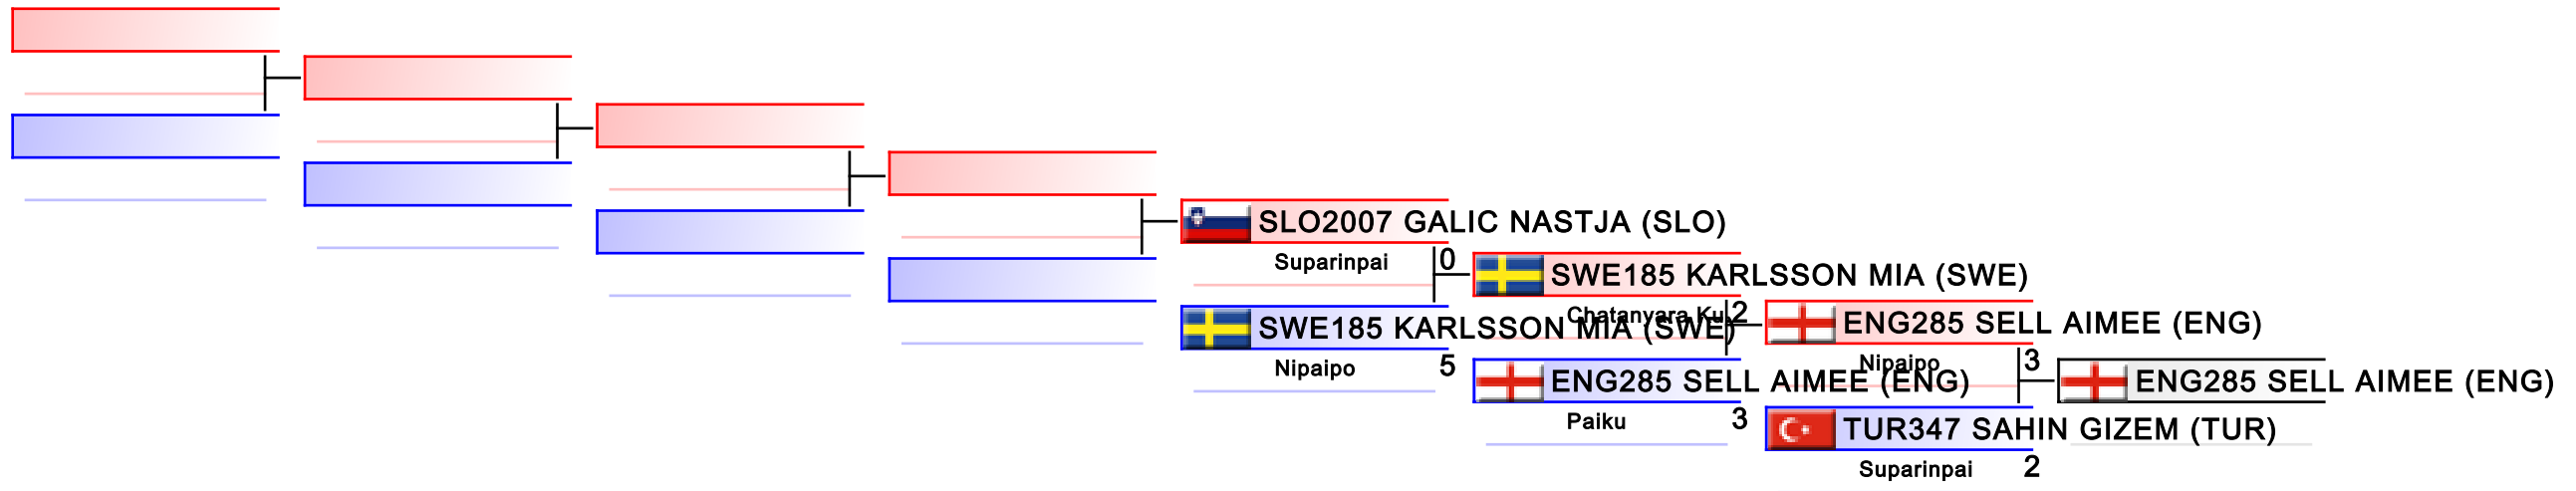 SLO2007 GALIC NASTJA (SLO)
Suparinpai 0
SWE185 KARLSSON MIA (SWE)
Nipaipo 5
SWE185 KARLSSON MIA (SWE)
Chatanyara Ku 2
ENG285 SELL AIMEE (ENG)
Paiku 3
ENG285 SELL AIMEE (ENG)
Nipaipo 3
TUR347 SAHIN GIZEM (TUR)
Suparinpai 2
ENG285 SELL AIMEE (ENG)